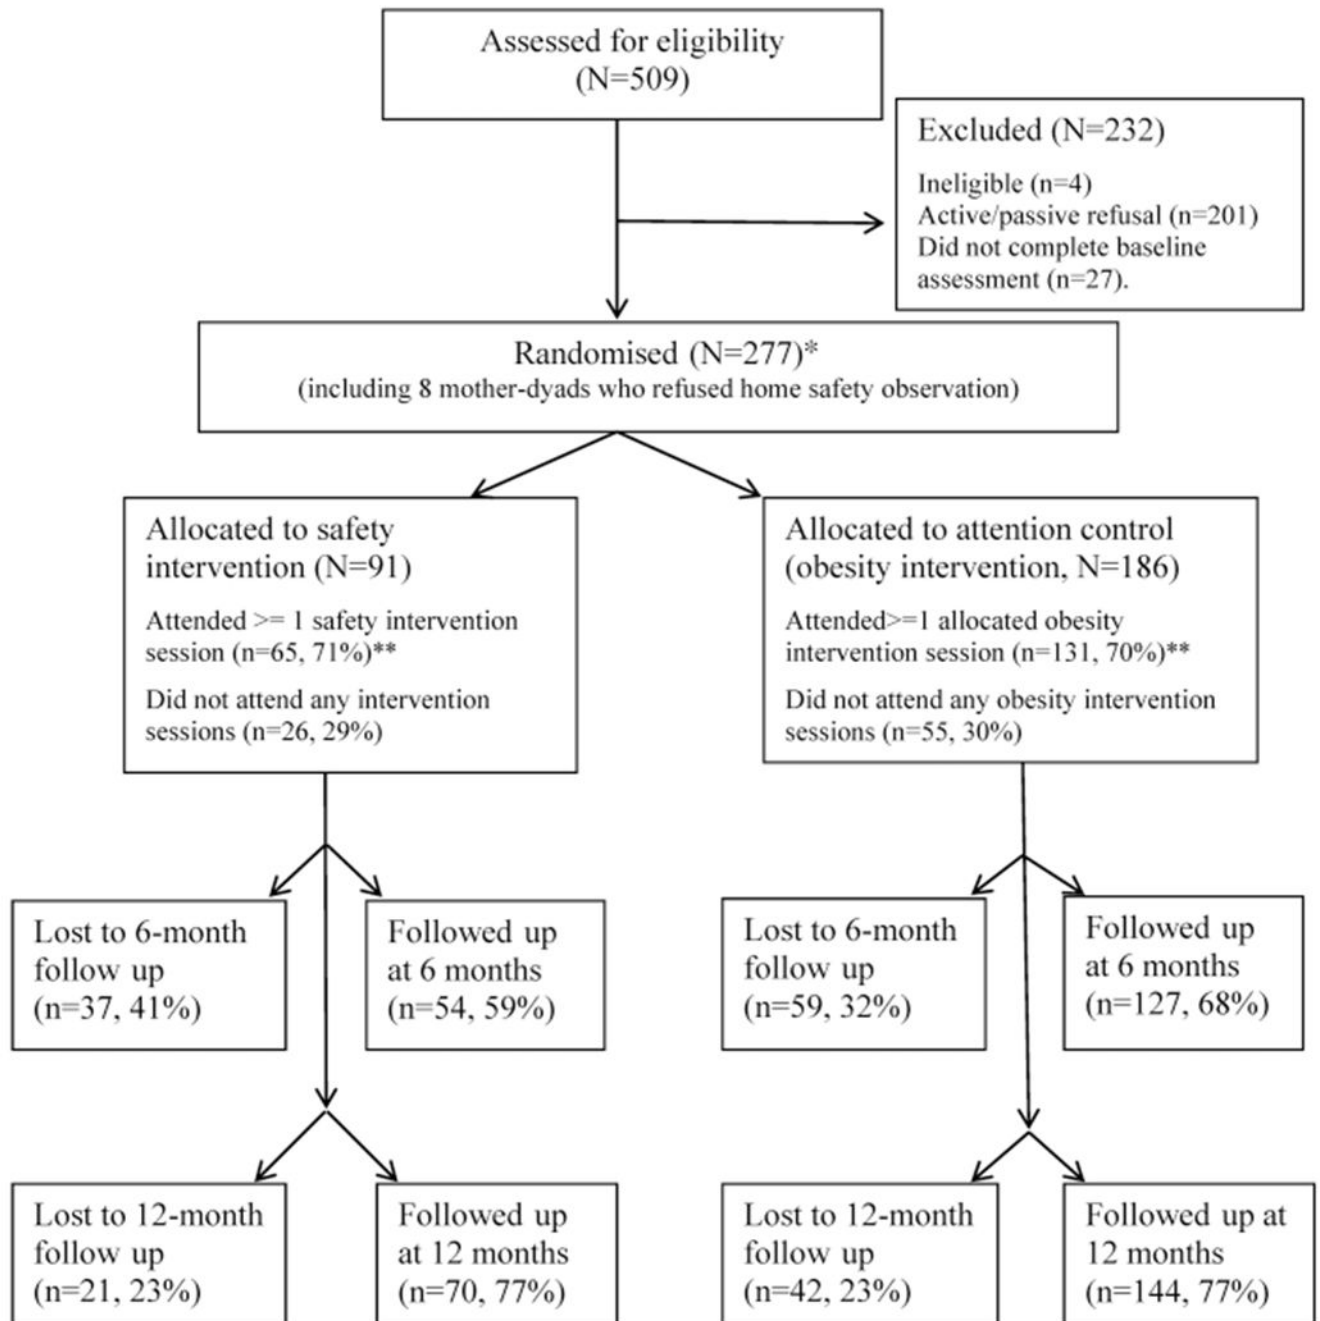 Assessed for eligibility
(N=509)
Excluded (N=232)
Ineligible (n=4)
Active/passive refusal (n=201)
Did not complete baseline
assessment (n=27).
Randomised (N=277)*
(including 8 mother-dyads who refused home safety observation)
Allocated to safety
intervention (N=91)
Attended >= 1 safety intervention
session (n=65, 71%)**
Did not attend any intervention
sessions (n=26, 29%)
Allocated to attention control
(obesity intervention, N=186)
Attended>=1 allocated obesity
intervention session (n=131, 70%)**
Did not attend any obesity intervention
sessions (n=55, 30%)
Lost to 6-month
follow up
(n=37, 41%)
Followed up
at 6 months
(n=54, 59%)
Lost to 6-month
follow up
(n=59, 32%)
Followed up
at 6 months
(n=127, 68%)
Lost to 12-month
follow up
(n=21, 23%)
Followed up
at 12 months
(n=70, 77%)
Lost to 12-month
follow up
(n=42, 23%)
Followed up at
12 months
(n=144, 77%)